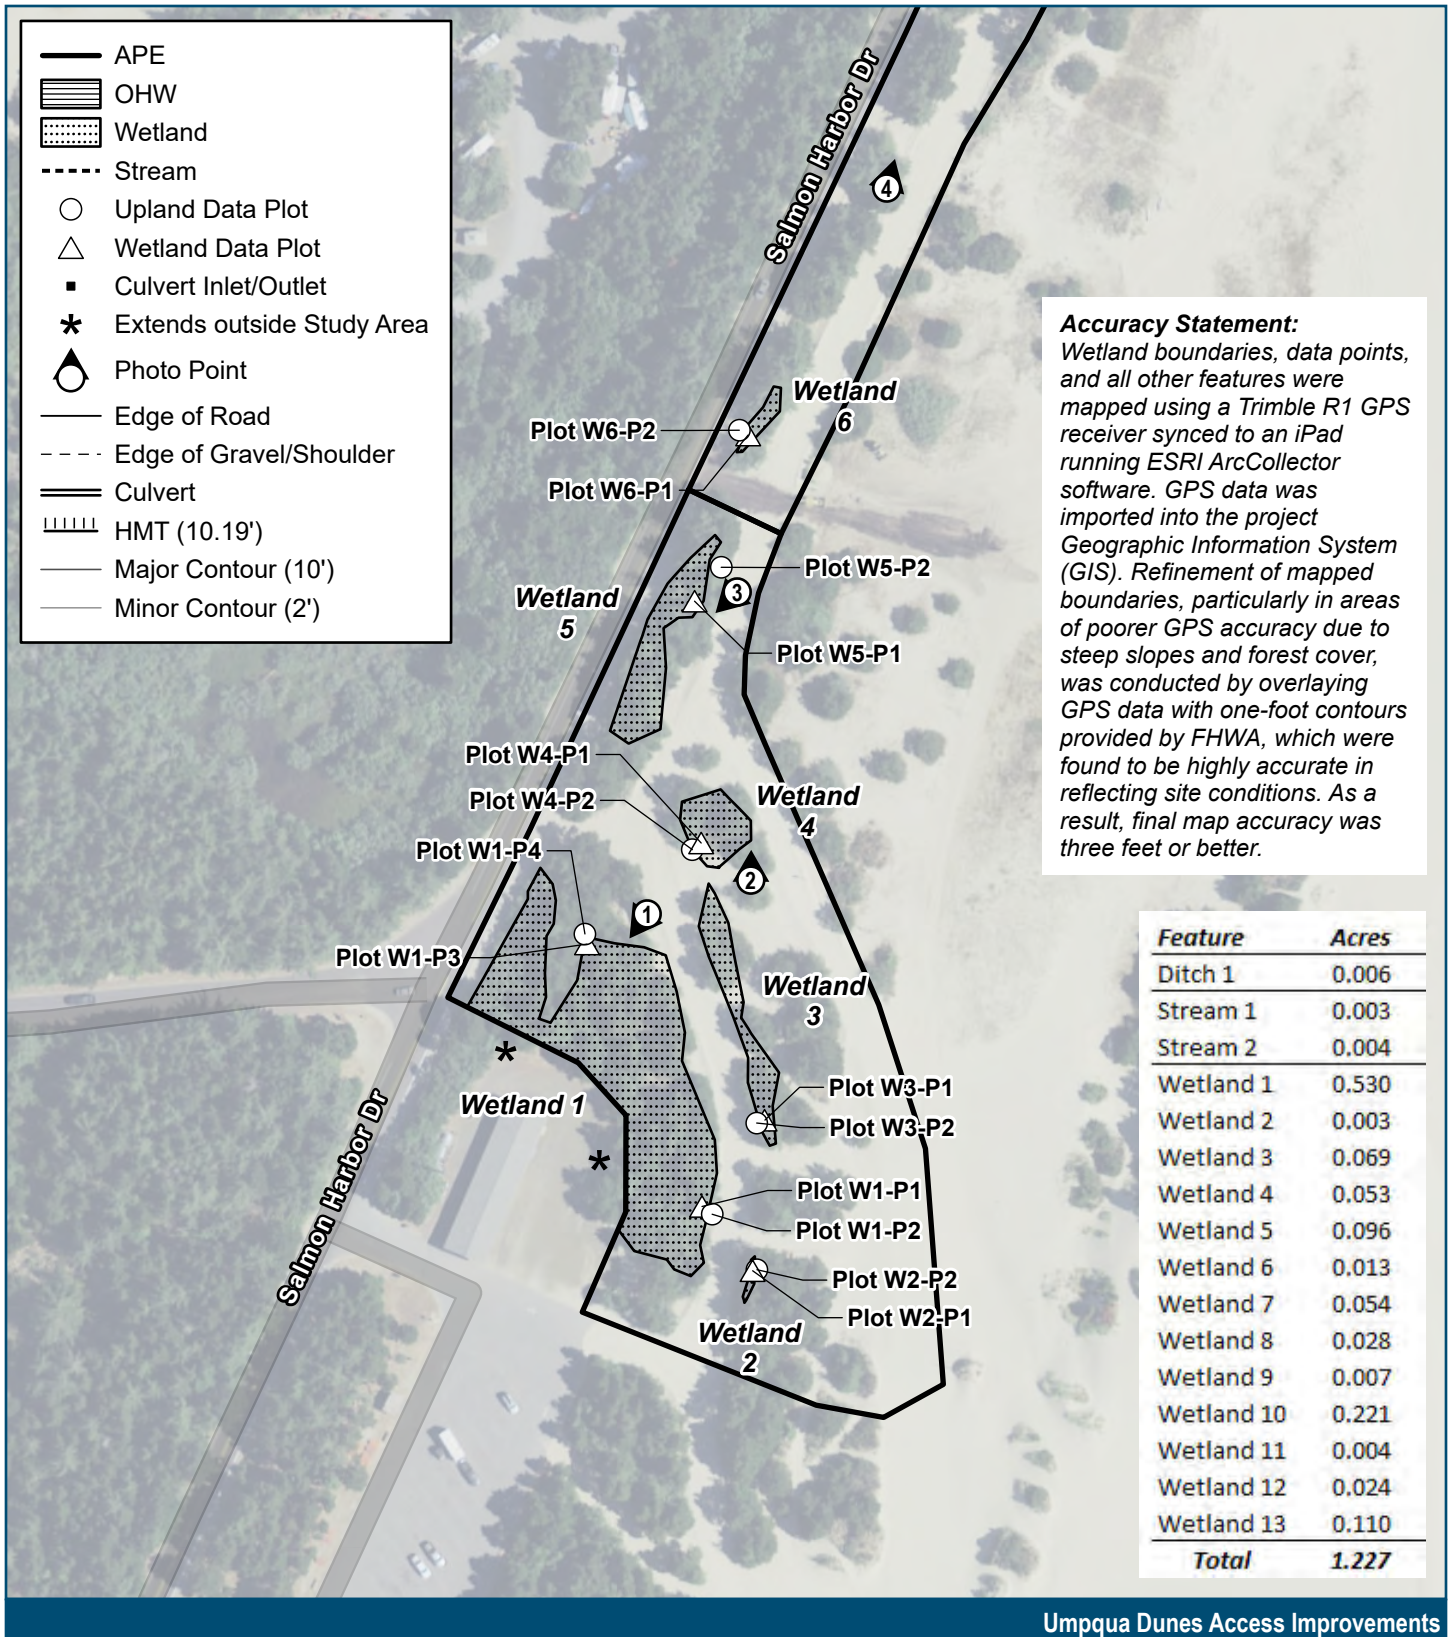 APE
OHW
Wetland
Stream
Upland Data Plot
Wetland Data Plot
Culvert Inlet/Outlet
Extends outside Study Area
Photo Point
Edge of Road
Edge of Gravel/Shoulder
Culvert
HMT (10.19')
Major Contour (10')
Minor Contour (2')
Salmon Harbor Dr
4
Accuracy Statement:
Wetland boundaries, data points,
and all other features were
mapped using a Trimble R1 GPS
receiver synced to an iPad
running ESRI ArcCollector
software. GPS data was
imported into the project
Geographic Information System
(GIS). Refinement of mapped
boundaries, particularly in areas
of poorer GPS accuracy due to
steep slopes and forest cover,
was conducted by overlaying
GPS data with one-foot contours
provided by FHWA, which were
found to be highly accurate in
reflecting site conditions. As a
result, final map accuracy was
three feet or better.
Wetland
6
Plot W6-P2
Plot W6-P1
Plot W5-P2
3
Wetland
5
Plot W5-P1
Plot W4-P1
Plot W4-P2
Wetland
4
Plot W1-P4
2
1
Plot W1-P3
Wetland
3
*
Wetland 1
Plot W3-P1
Plot W3-P2
*
Plot W1-P1
Plot W1-P2
Plot W2-P2
Plot W2-P1
Wetland
2
Salmon Harbor Dr
Feature Acres
Ditch 1 0.006
Stream 1 0.003
Stream 2 0.004
Wetland 1 0.530
Wetland 2 0.003
Wetland 3 0.069
Wetland 4 0.053
Wetland 5 0.096
Wetland 6 0.013
Wetland 7 0.054
Wetland 8 0.028
Wetland 9 0.007
Wetland 10 0.221
Wetland 11 0.004
Wetland 12 0.024
Wetland 13 0.110
Total 1.227
Umpqua Dunes Access Improvements